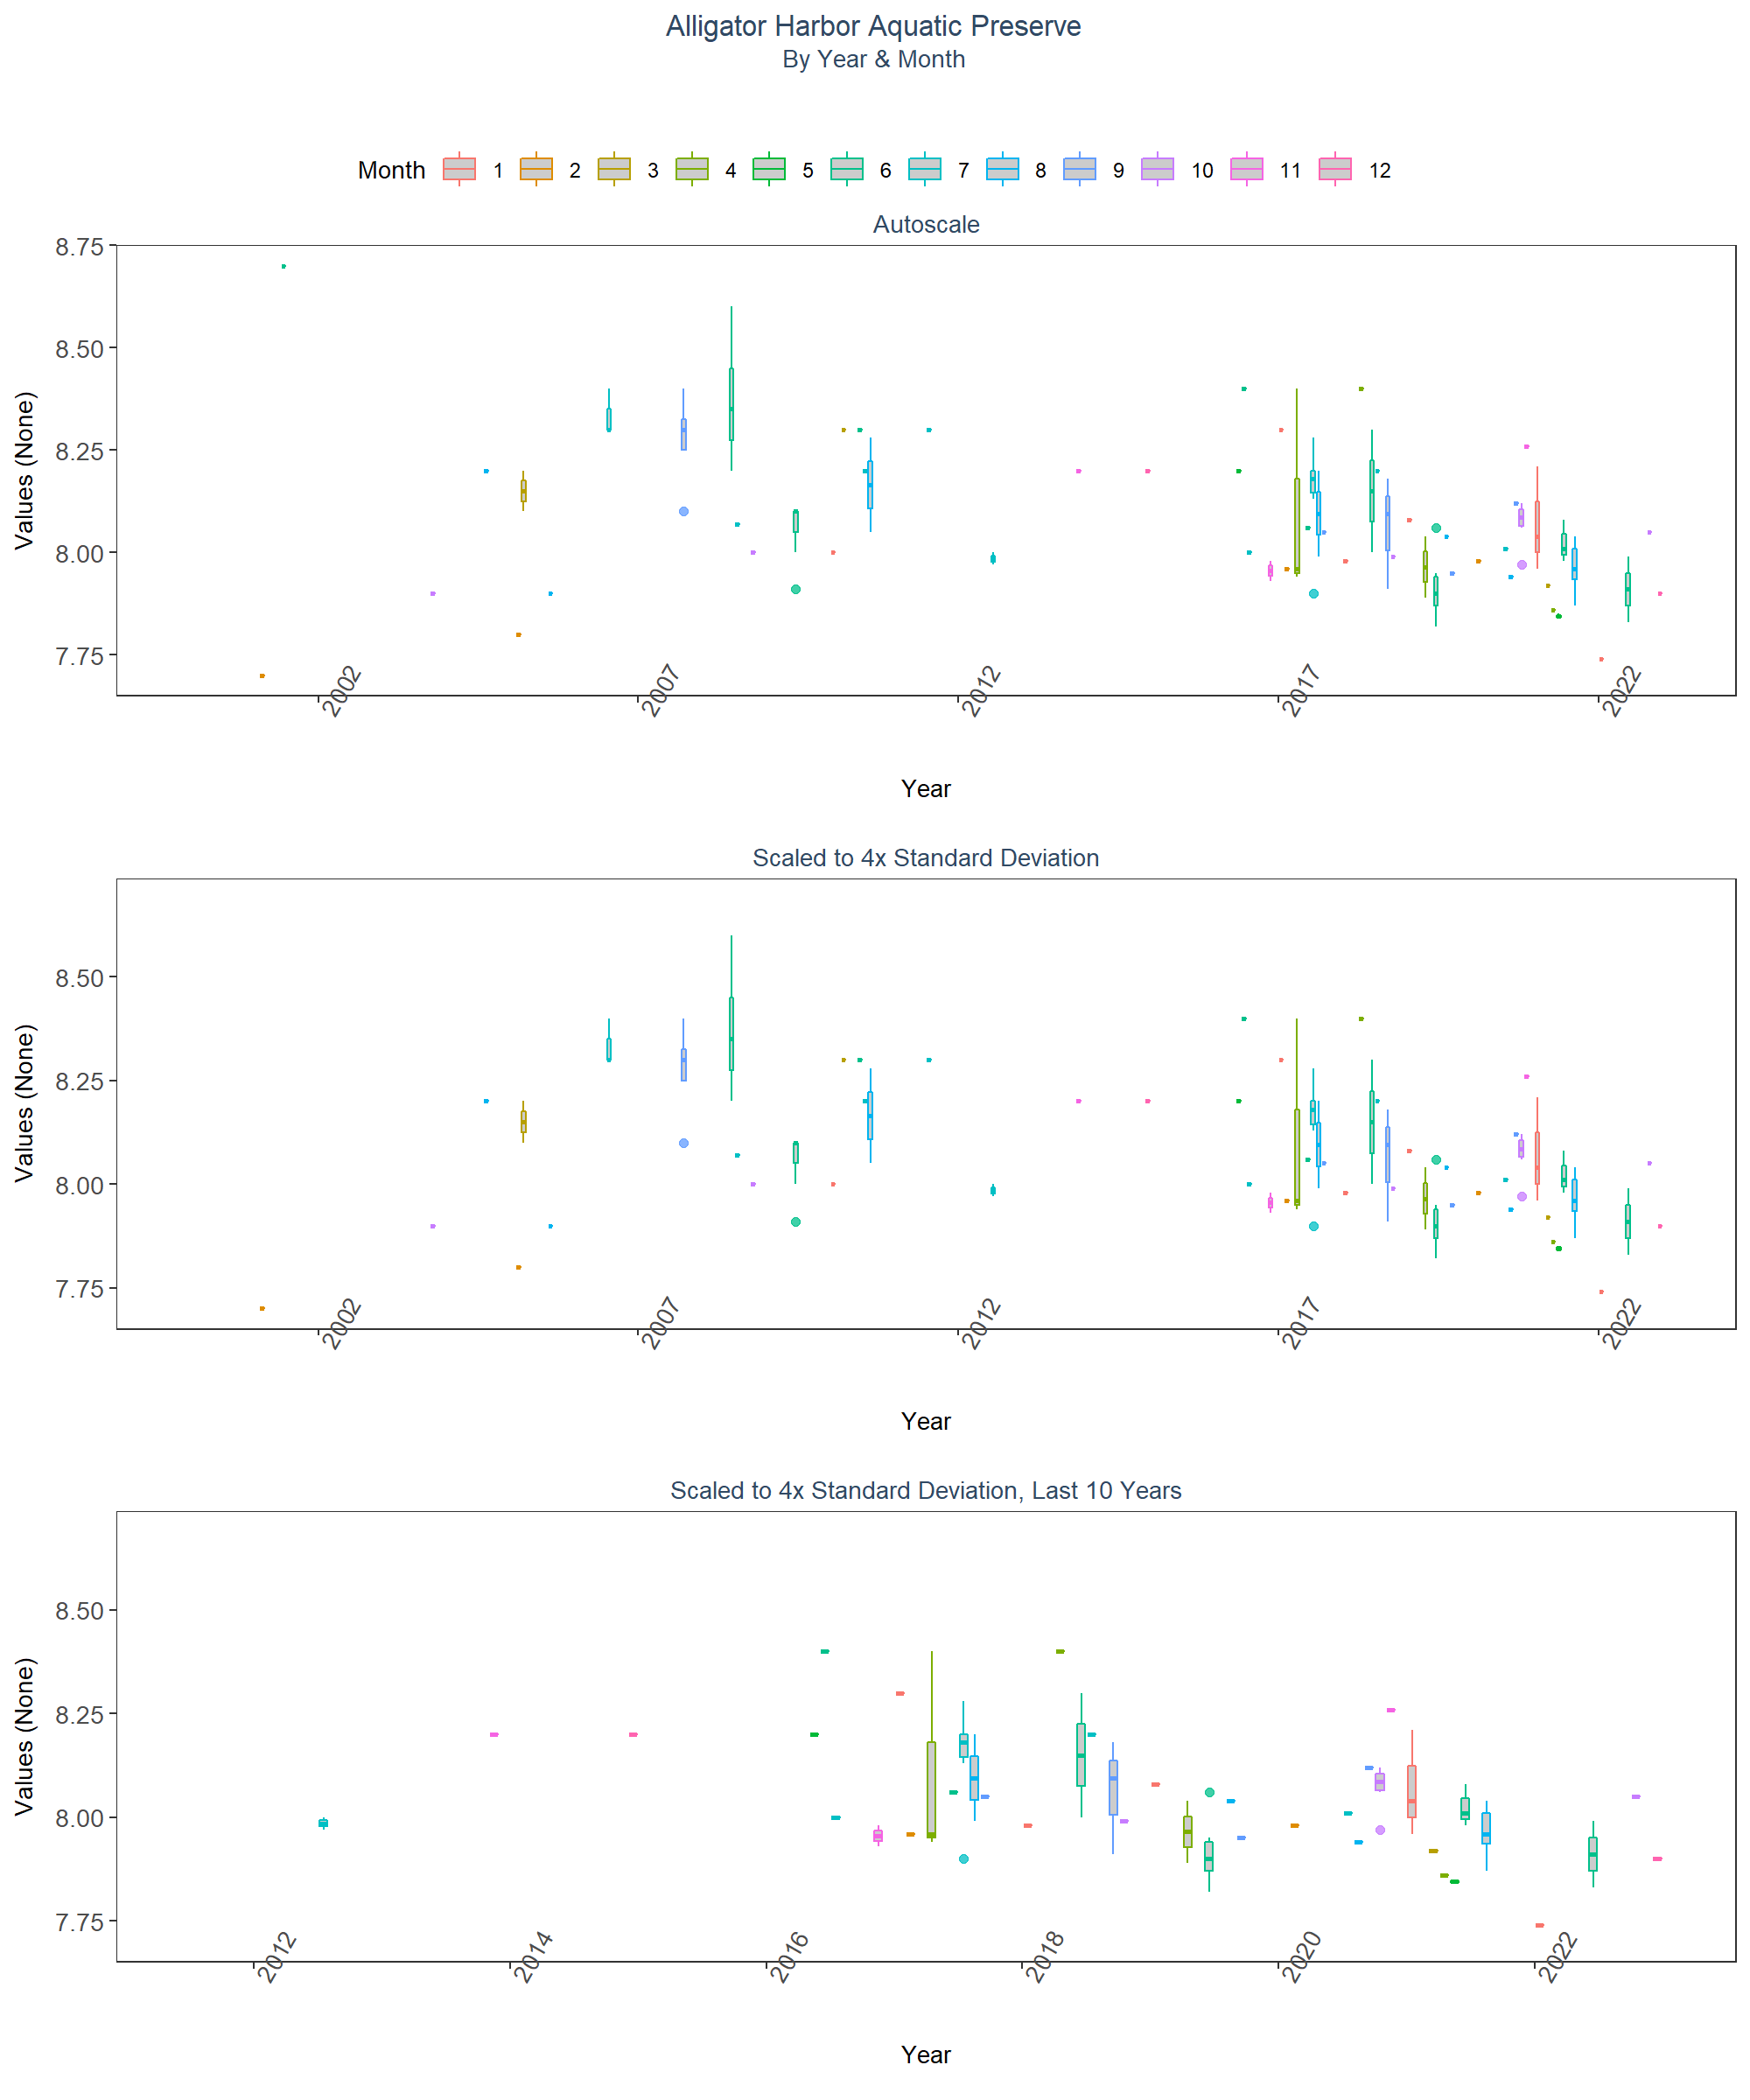 Alligator Harbor Aquatic Preserve
By Year & Month
Month 1 2 3 4 5 6 7 8 9 10 11 12
Autoscale
Values (None)
8.75
8.50
8.25
8.00
7.75
2002 2007 2012 2017 2022
Year
Scaled to 4x Standard Deviation
Values (None)
8.50
8.25
8.00
7.75
2002 2007 2012 2017 2022
Year
Scaled to 4x Standard Deviation, Last 10 Years
Values (None)
8.50
8.25
8.00
7.75
2012 2014 2016 2018 2020 2022
Year